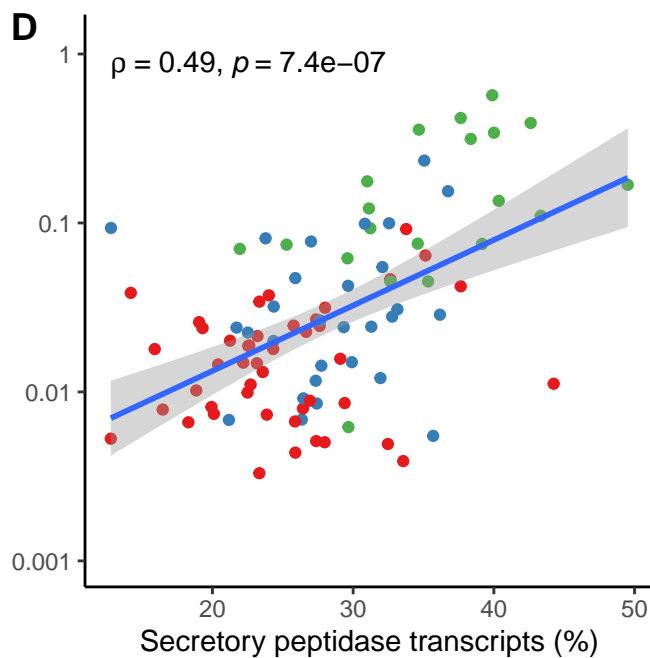 D
ρ = 0.49, p = 7.4e−07
1
0.1
0.01
0.001
20 30 40 50
Secretory peptidase transcripts (%)